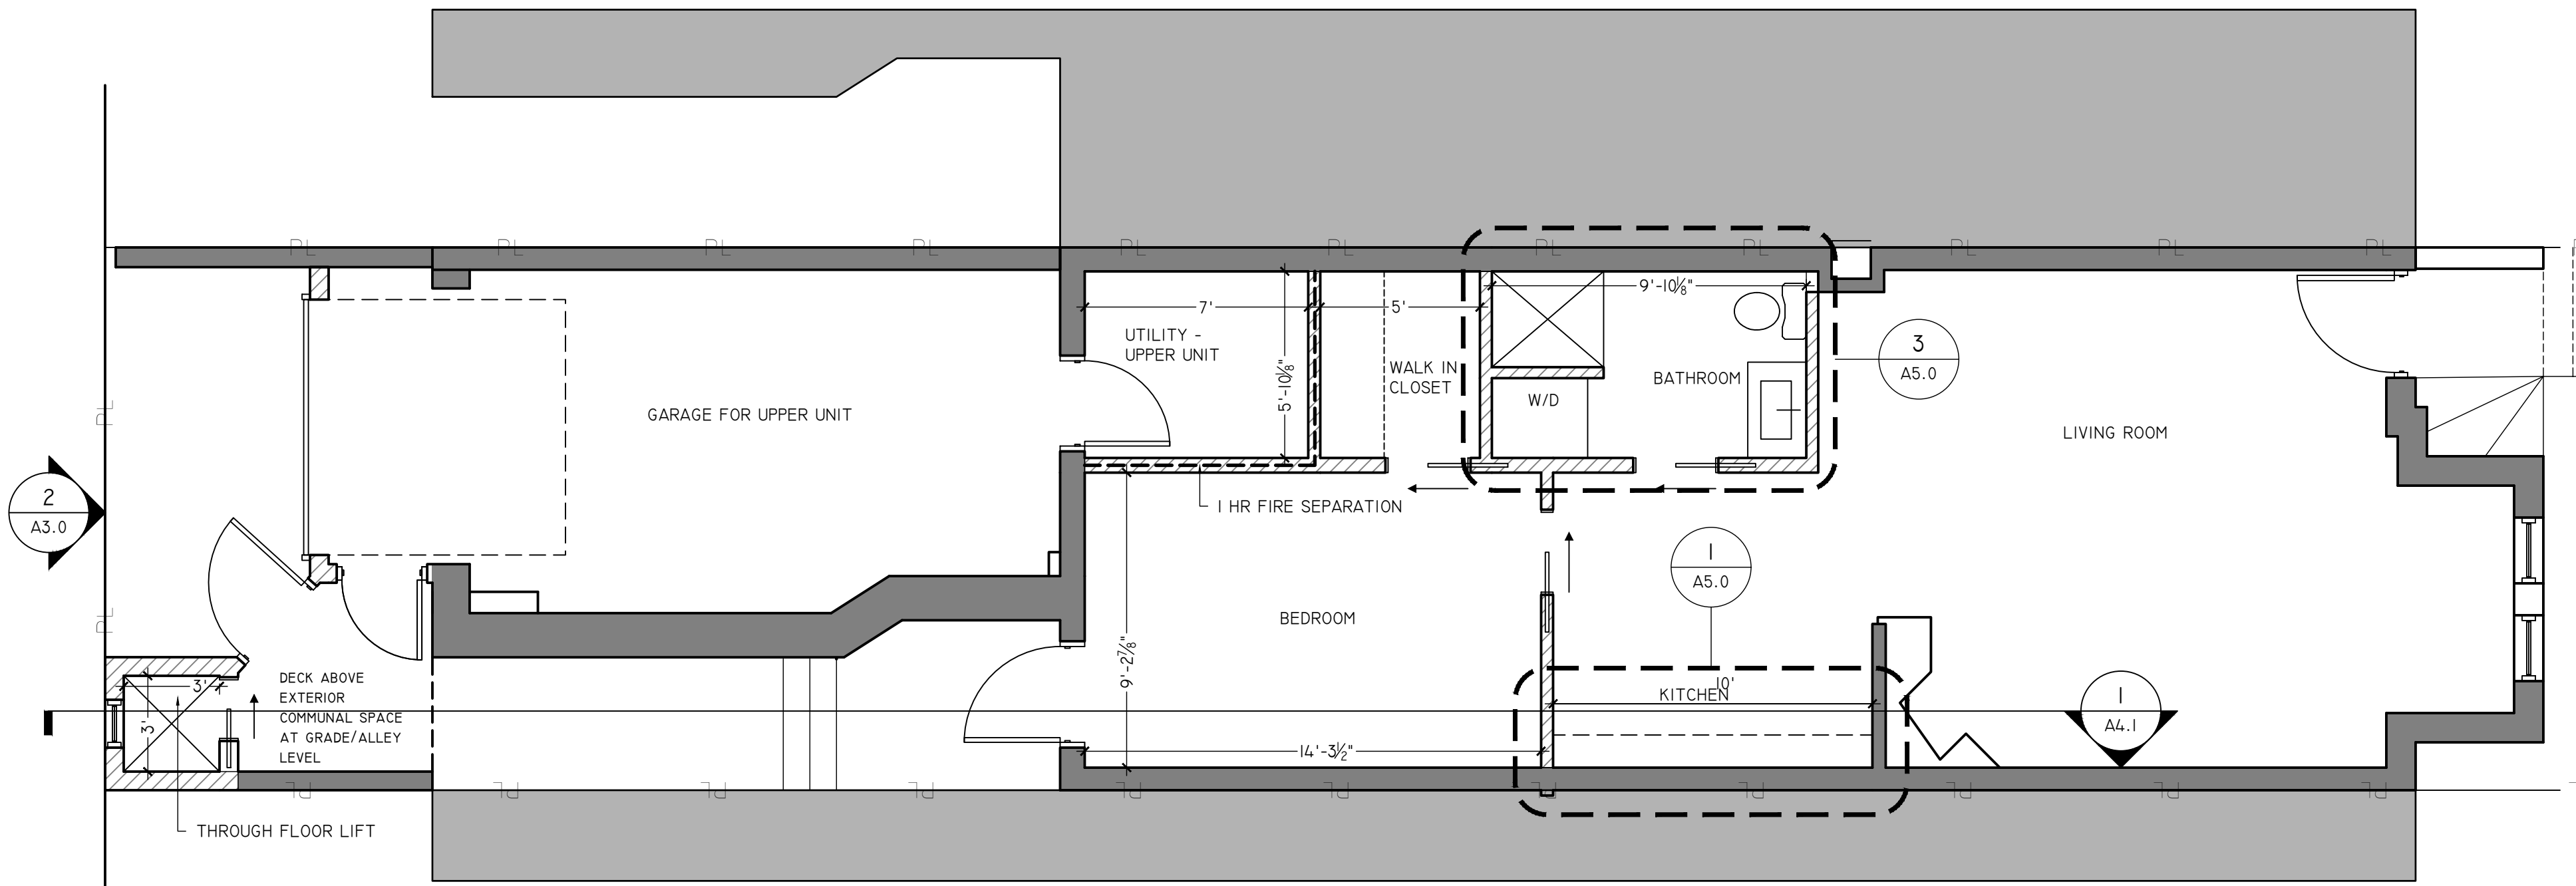 PL PL PL PL PL PL PL PL PL PL PL
9'-10⅛"
7'
5'
UTILITY -
UPPER UNIT
5'-10⅛"
WALK IN
CLOSET
BATHROOM
W/D
3
A5.0
GARAGE FOR UPPER UNIT
LIVING ROOM
PL
2
A3.0
1 HR FIRE SEPARATION
1
A5.0
PL
BEDROOM
9'-2⅞"
DECK ABOVE
EXTERIOR
COMMUNAL SPACE
AT GRADE/ALLEY
LEVEL
3'
3'
10'
KITCHEN
1
A4.1
14'-3½"
PL PL PL PL PL PL PL PL PL PL PL
THROUGH FLOOR LIFT